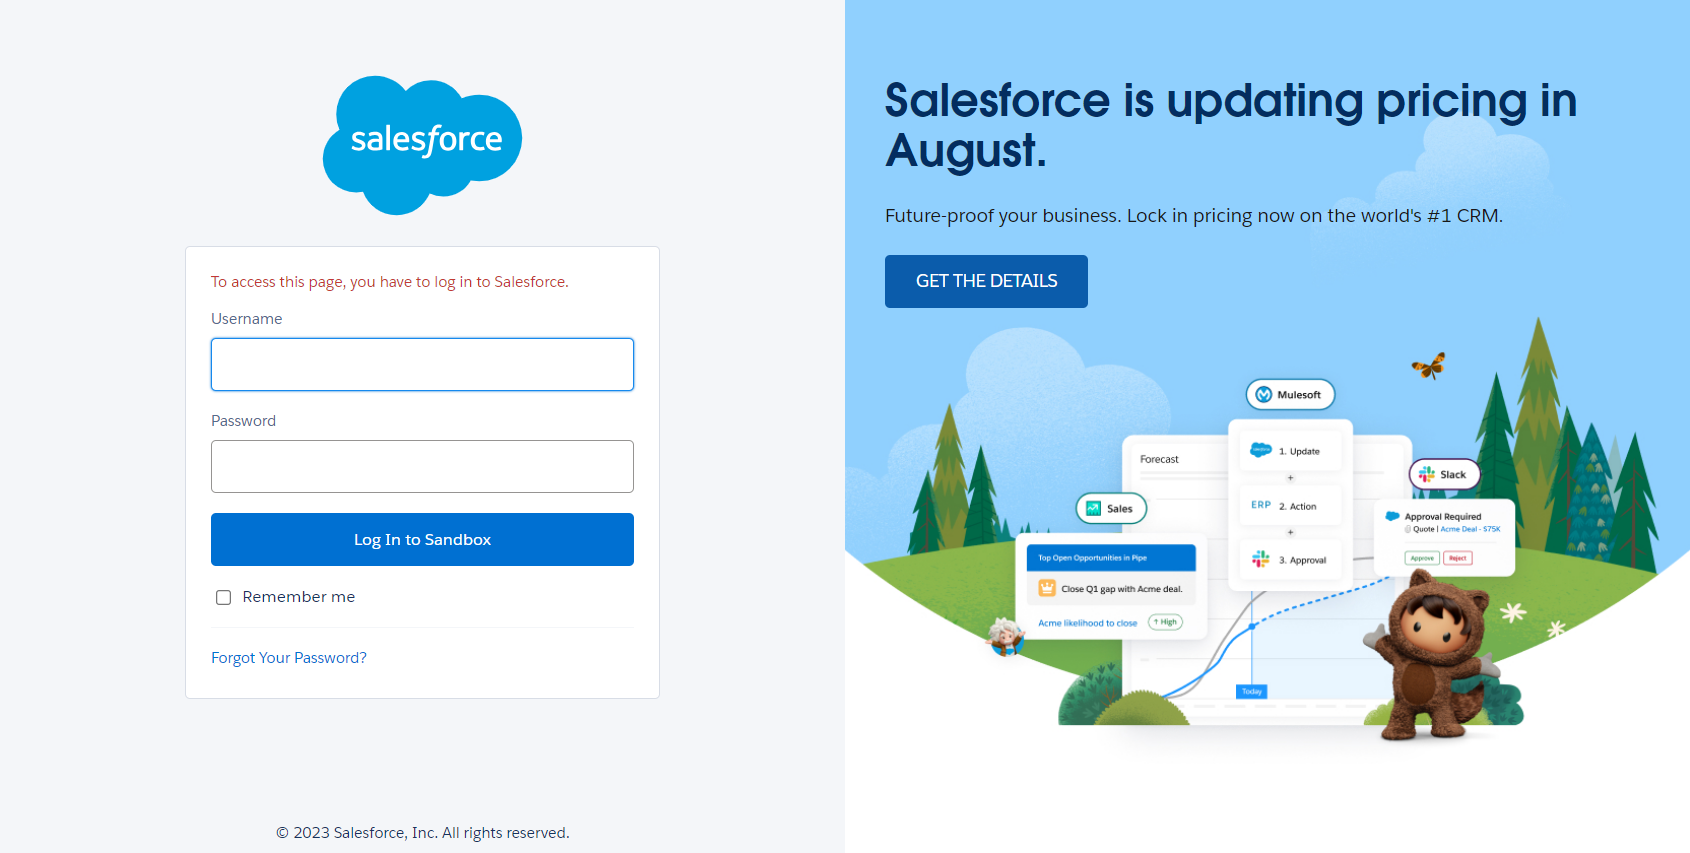 salesforce
To access this page, you have to log in to Salesforce.
Username
Password
Log In to Sandbox
Remember me
Forgot Your Password?
© 2023 Salesforce, Inc. All rights reserved.
Salesforce is updating pricing in
August.
Future-proof your business. Lock in pricing now on the world's #1 CRM.
GET THE DETAILS
Mulesoft
Forecast
1. Update
+
ERP 2. Action
+
3. Approval
Slack
Approval Required
Quote | Acme Deal - $75K
Approve Reject
Sales
Top Open Opportunities in Pipe
Close Q1 gap with Acme deal.
Acme likelihood to close ↑ High
Today